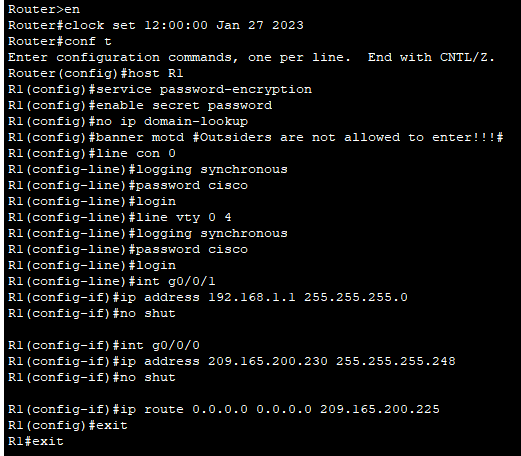 Router>en
Router#clock set 12:00:00 Jan 27 2023
Router#conf t
Enter configuration commands, one per line.  End with CNTL/Z.
Router(config)#host R1
R1(config)#service password-encryption
R1(config)#enable secret password
R1(config)#no ip domain-lookup
R1(config)#banner motd #Outsiders are not allowed to enter!!!#
R1(config)#line con 0
R1(config-line)#logging synchronous
R1(config-line)#password cisco
R1(config-line)#login
R1(config-line)#line vty 0 4
R1(config-line)#logging synchronous
R1(config-line)#password cisco
R1(config-line)#login
R1(config-line)#int g0/0/1
R1(config-if)#ip address 192.168.1.1 255.255.255.0
R1(config-if)#no shut
R1(config-if)#int g0/0/0
R1(config-if)#ip address 209.165.200.230 255.255.255.248
R1(config-if)#no shut
R1(config-if)#ip route 0.0.0.0 0.0.0.0 209.165.200.225
R1(config)#exit
R1#exit